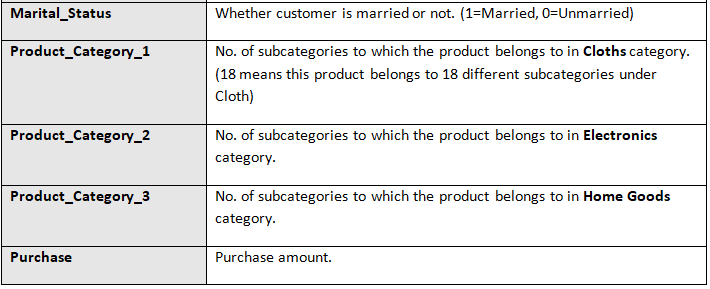 Marital_Status Whether customer is married or not. (1=Married, 0=Unmarried)
Product_Category_1 No. of subcategories to which the product belongs to in Cloths category.
(18 means this product belongs to 18 different subcategories under
Cloth)
Product_Category_2 No. of subcategories to which the product belongs to in Electronics
category.
Product_Category_3 No. of subcategories to which the product belongs to in Home Goods
category.
Purchase Purchase amount.